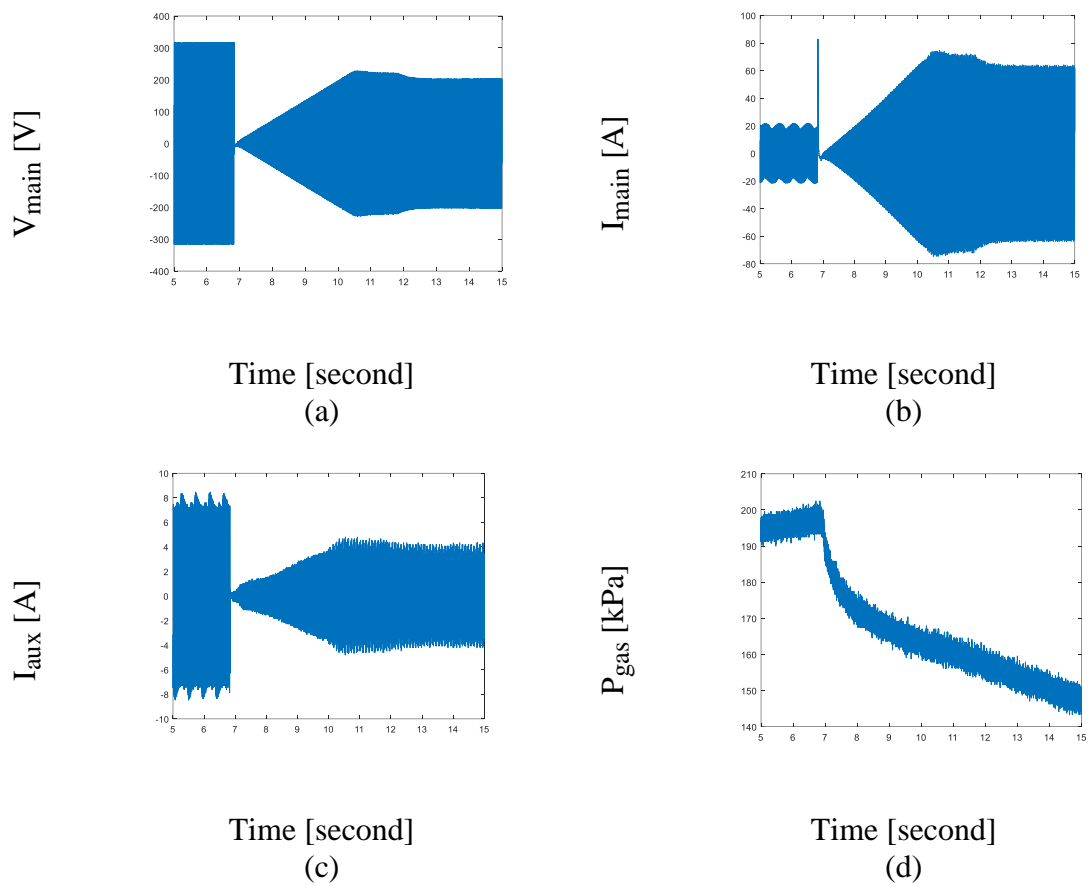 400
300
200
100
0
-100
-200
-300
-400
5 6 7 8 9 10 11 12 13 14 15
V_main [V]
Time [second]
(a)
100
80
60
40
20
0
-20
-40
-60
-80
5 6 7 8 9 10 11 12 13 14 15
I_main [A]
Time [second]
(b)
10
8
6
4
2
0
-2
-4
-6
-8
-10
5 6 7 8 9 10 11 12 13 14 15
I_aux [A]
Time [second]
(c)
210
200
190
180
170
160
150
140
5 6 7 8 9 10 11 12 13 14 15
P_gas [kPa]
Time [second]
(d)